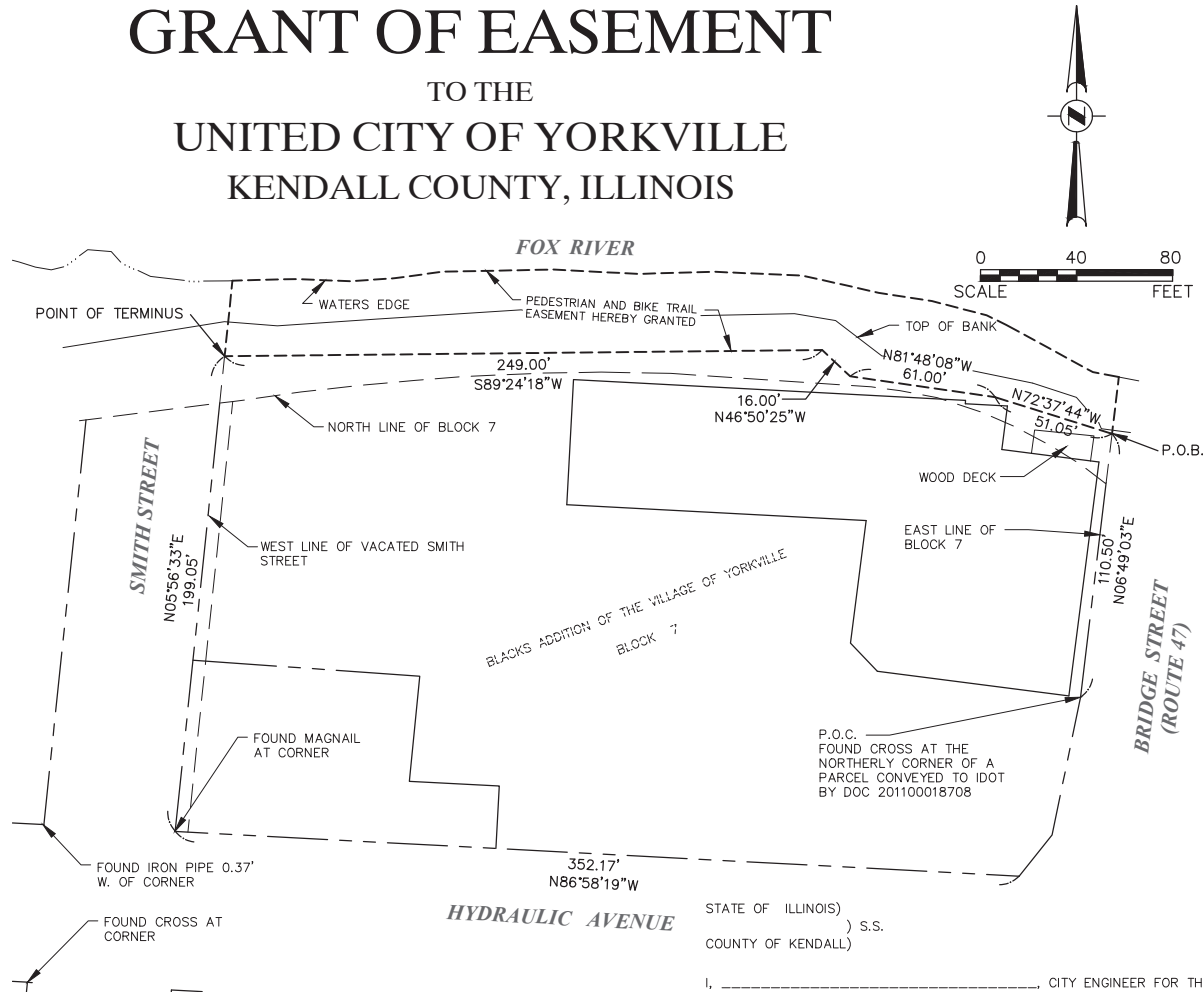 GRANT OF EASEMENT
TO THE
UNITED CITY OF YORKVILLE
KENDALL COUNTY, ILLINOIS
N
0 40 80
SCALE FEET
FOX RIVER
WATERS EDGE
PEDESTRIAN AND BIKE TRAIL
EASEMENT HEREBY GRANTED
POINT OF TERMINUS
TOP OF BANK
N81°48'08"W
61.00'
249.00'
S89°24'18"W
16.00'
N46°50'25"W
N72°37'44"W
51.05'
P.O.B.
NORTH LINE OF BLOCK 7
WOOD DECK
SMITH STREET
WEST LINE OF VACATED SMITH
STREET
EAST LINE OF
BLOCK 7
N05°56'33"E
199.05'
110.50'
N06°49'03"E
BLACKS ADDITION OF THE VILLAGE OF YORKVILLE
BLOCK 7
BRIDGE STREET
(ROUTE 47)
FOUND MAGNAIL
AT CORNER
P.O.C.
FOUND CROSS AT THE
NORTHERLY CORNER OF A
PARCEL CONVEYED TO IDOT
BY DOC 201100018708
FOUND IRON PIPE 0.37'
W. OF CORNER
352.17'
N86°58'19"W
HYDRAULIC AVENUE
FOUND CROSS AT
CORNER
STATE OF ILLINOIS)
) S.S.
COUNTY OF KENDALL)
I, ________________________________, CITY ENGINEER FOR TH